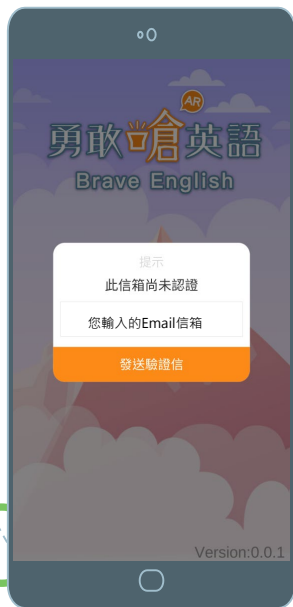 AR
勇敢嗆英語
Brave English
提示
此信箱尚未認證
您輸入的Email信箱
發送驗證信
Version:0.0.1